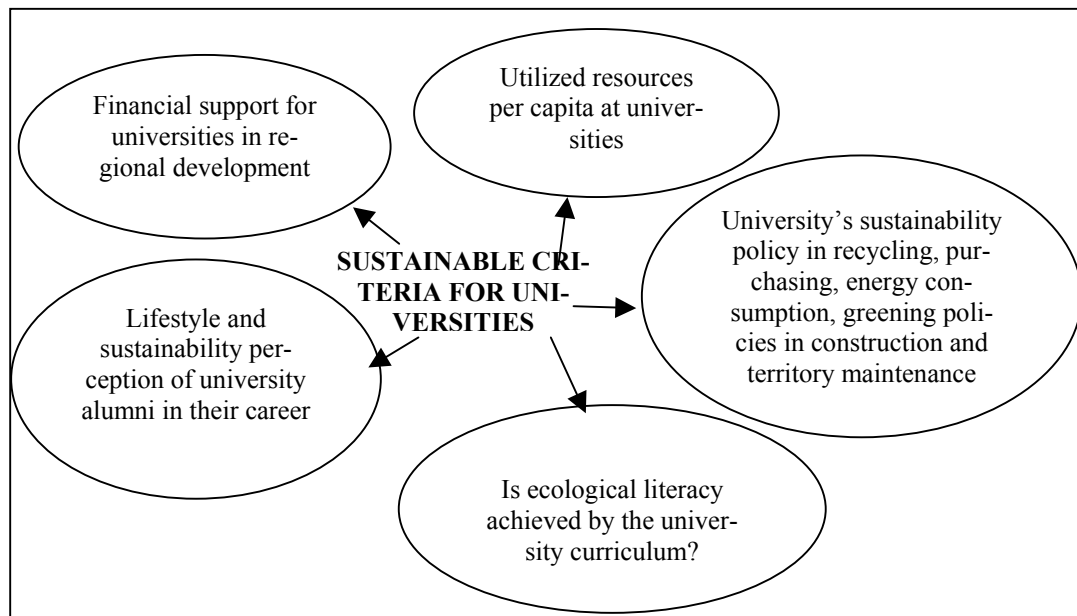 Financial support for
universities in re-
gional development
Utilized resources
per capita at univer-
sities
University’s sustainability
policy in recycling, pur-
chasing, energy con-
sumption, greening poli-
cies in construction and
territory maintenance
SUSTAINABLE CRI-
TERIA FOR UNI-
VERSITIES
Lifestyle and
sustainability per-
ception of university
alumni in their career
Is ecological literacy
achieved by the univer-
sity curriculum?